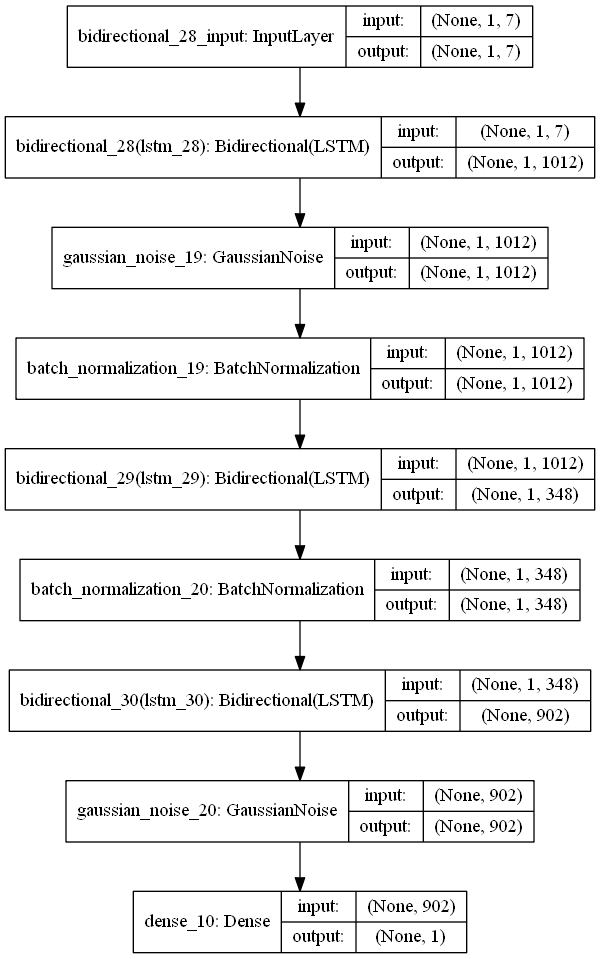 bidirectional_28_input: InputLayer
input: (None, 1, 7)
output: (None, 1, 7)
bidirectional_28(lstm_28): Bidirectional(LSTM)
input: (None, 1, 7)
output: (None, 1, 1012)
gaussian_noise_19: GaussianNoise
input: (None, 1, 1012)
output: (None, 1, 1012)
batch_normalization_19: BatchNormalization
input: (None, 1, 1012)
output: (None, 1, 1012)
bidirectional_29(lstm_29): Bidirectional(LSTM)
input: (None, 1, 1012)
output: (None, 1, 348)
batch_normalization_20: BatchNormalization
input: (None, 1, 348)
output: (None, 1, 348)
bidirectional_30(lstm_30): Bidirectional(LSTM)
input: (None, 1, 348)
output: (None, 902)
gaussian_noise_20: GaussianNoise
input: (None, 902)
output: (None, 902)
dense_10: Dense
input: (None, 902)
output: (None, 1)